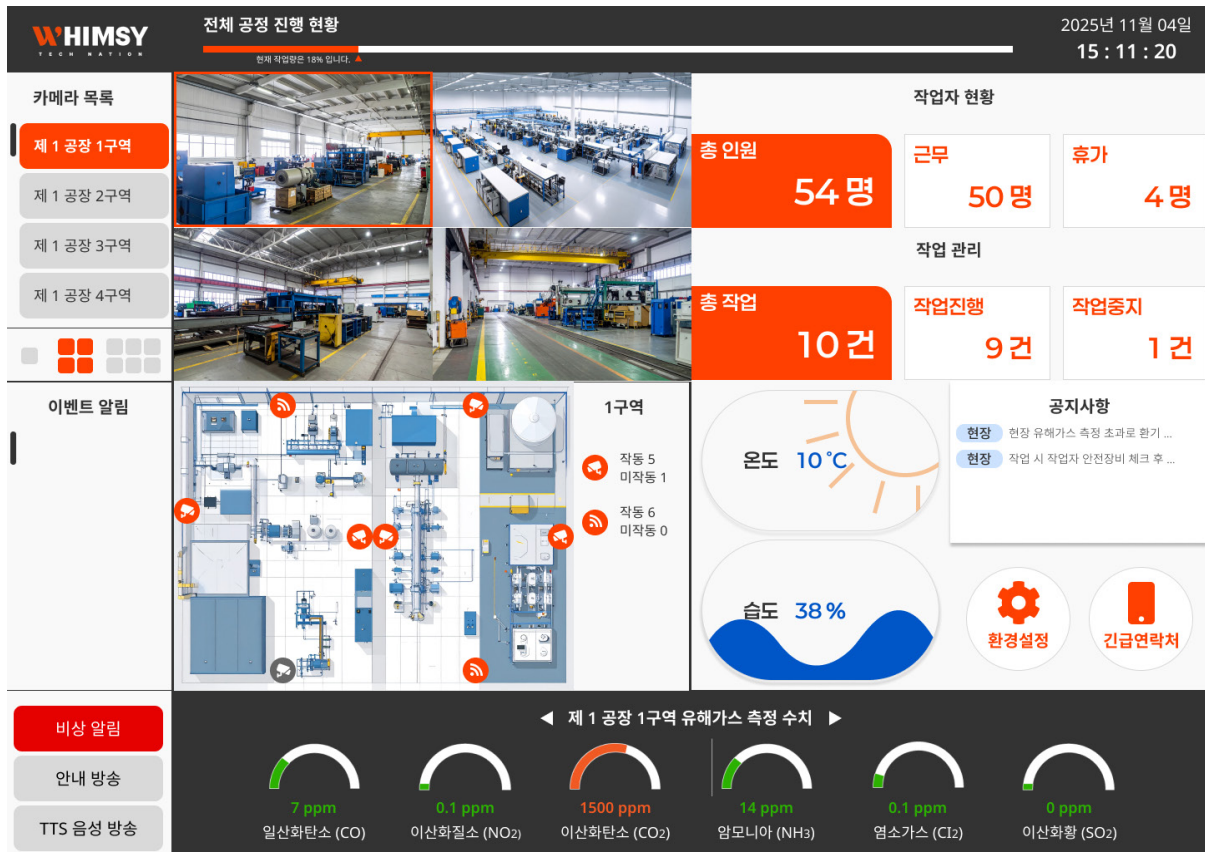 WHIMSY
TECH NATION
전체 공정 진행 현황
현재 작업량은 18% 입니다.
2025년 11월 04일
15 : 11 : 20
카메라 목록
제 1 공장 1구역
제 1 공장 2구역
제 1 공장 3구역
제 1 공장 4구역
작업자 현황
총 인원
54 명
근무
50 명
휴가
4 명
작업 관리
총 작업
10 건
작업진행
9 건
작업중지
1 건
이벤트 알림
1구역
작동 5
미작동 1
작동 6
미작동 0
온도 10 °C
습도 38 %
공지사항
현장 현장 유해가스 측정 초과로 환기 ...
현장 작업 시 작업자 안전장비 체크 후 ...
환경설정
긴급연락처
비상 알림
안내 방송
TTS 음성 방송
◀ 제 1 공장 1구역 유해가스 측정 수치 ▶
7 ppm
일산화탄소 (CO)
0.1 ppm
이산화질소 (NO2)
1500 ppm
이산화탄소 (CO2)
14 ppm
암모니아 (NH3)
0.1 ppm
염소가스 (CI2)
0 ppm
이산화황 (SO2)